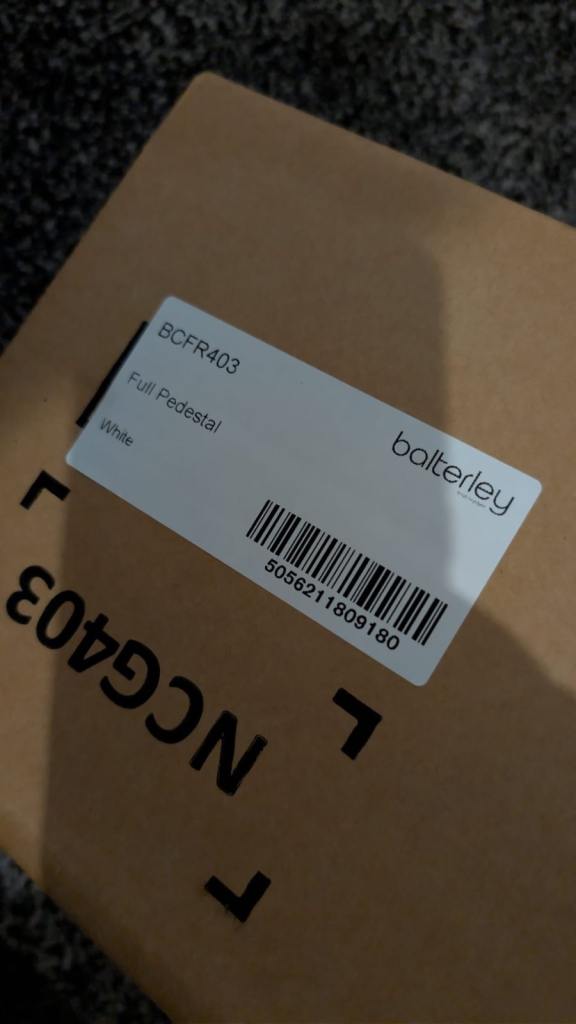 BCFR403
Full Pedestal
White
balterley
5056211809180
NCG403